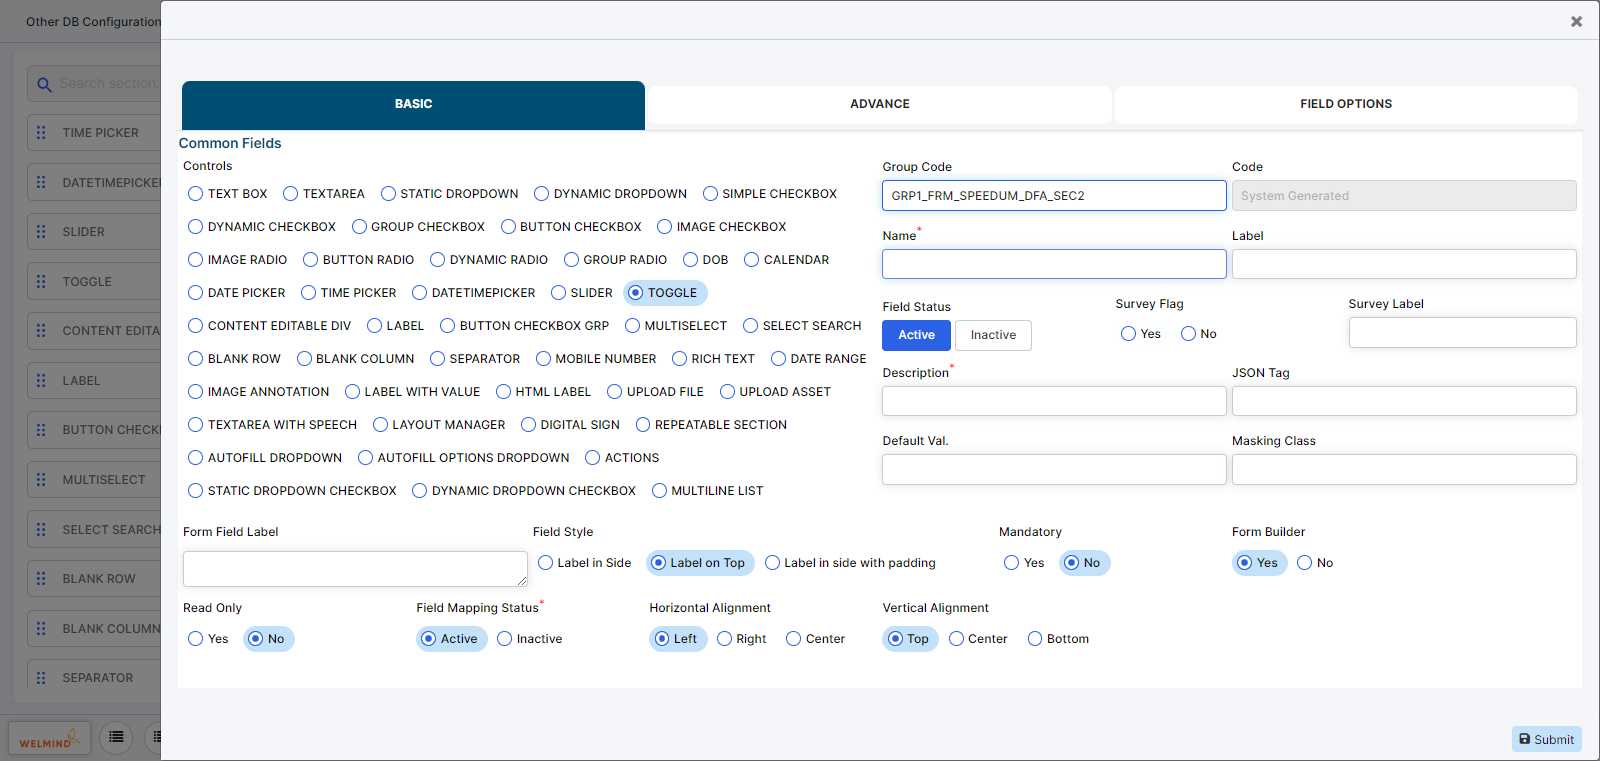 Other DB Configuration
Search section
TIME PICKER
DATETIMEPICKE
SLIDER
TOGGLE
CONTENT EDITA
LABEL
BUTTON CHECK
MULTISELECT
SELECT SEARCH
BLANK ROW
BLANK COLUMN
SEPARATOR
WELMIND
BASIC ADVANCE FIELD OPTIONS
Common Fields
Controls
TEXT BOX TEXTAREA STATIC DROPDOWN DYNAMIC DROPDOWN SIMPLE CHECKBOX
DYNAMIC CHECKBOX GROUP CHECKBOX BUTTON CHECKBOX IMAGE CHECKBOX
IMAGE RADIO BUTTON RADIO DYNAMIC RADIO GROUP RADIO DOB CALENDAR
DATE PICKER TIME PICKER DATETIMEPICKER SLIDER TOGGLE
CONTENT EDITABLE DIV LABEL BUTTON CHECKBOX GRP MULTISELECT SELECT SEARCH
BLANK ROW BLANK COLUMN SEPARATOR MOBILE NUMBER RICH TEXT DATE RANGE
IMAGE ANNOTATION LABEL WITH VALUE HTML LABEL UPLOAD FILE UPLOAD ASSET
TEXTAREA WITH SPEECH LAYOUT MANAGER DIGITAL SIGN REPEATABLE SECTION
AUTOFILL DROPDOWN AUTOFILL OPTIONS DROPDOWN ACTIONS
STATIC DROPDOWN CHECKBOX DYNAMIC DROPDOWN CHECKBOX MULTILINE LIST
Group Code Code
GRP1_FRM_SPEEDUM_DFA_SEC2 System Generated
Name* Label
Field Status Survey Flag Survey Label
Active Inactive Yes No
Description* JSON Tag
Default Val. Masking Class
Form Field Label Field Style Mandatory Form Builder
Label in Side Label on Top Label in side with padding Yes No Yes No
Read Only Field Mapping Status* Horizontal Alignment Vertical Alignment
Yes No Active Inactive Left Right Center Top Center Bottom
Submit